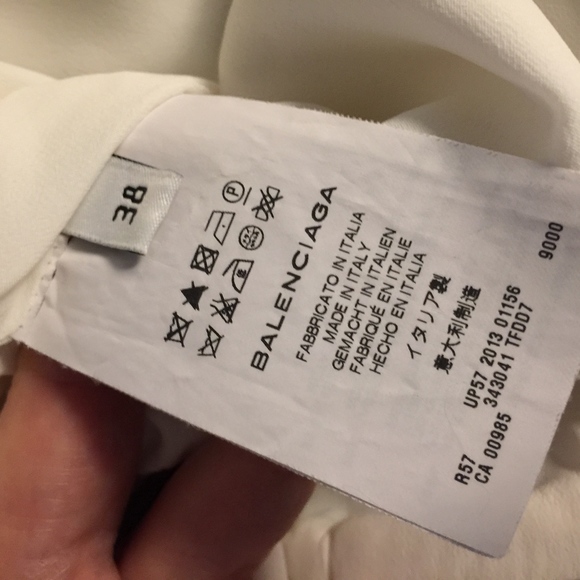 38
BALENCIAGA
FABBRICATO IN ITALIA
MADE IN ITALY
GEMACHT IN ITALIEN
FABRIQUÉ EN ITALIE
HECHO EN ITALIA
イタリア製
意大利制造
R57 UP57 2013 01156
CA 00985 343041 TFDD7
9000